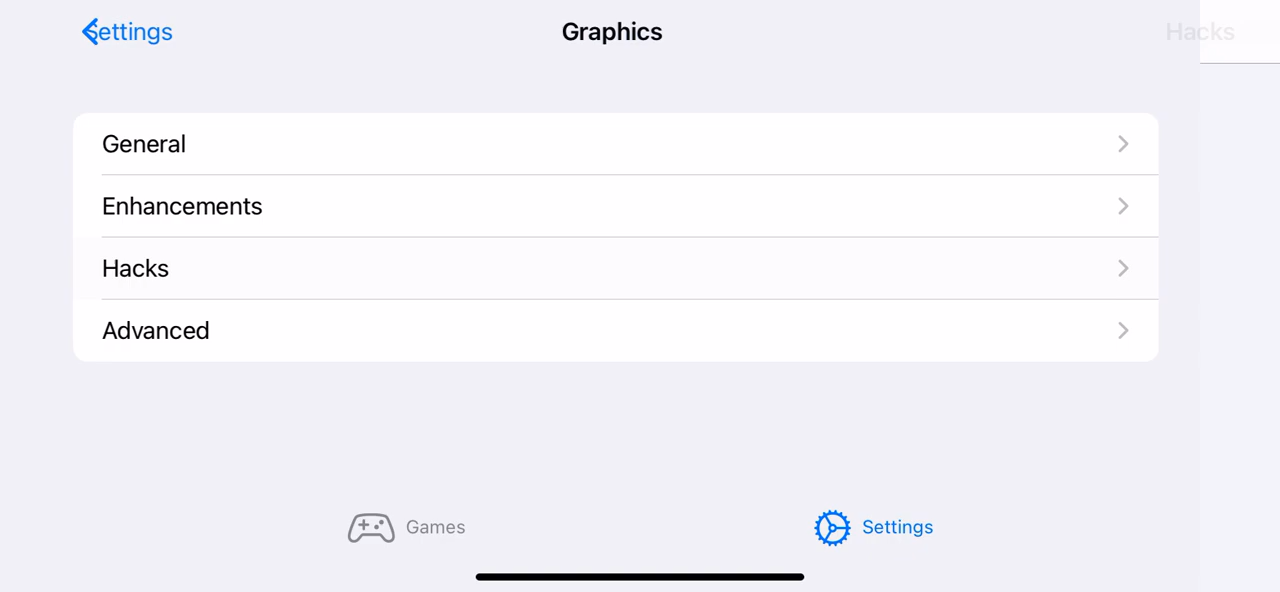 Settings
Graphics
Hacks
General
Enhancements
Hacks
Advanced
Games
Settings